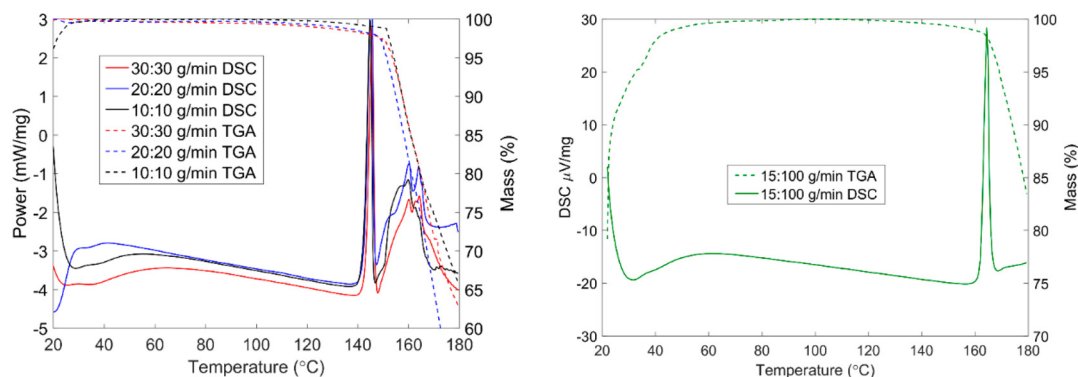 3
2
1
0
-1
-2
-3
-4
-5
Power (mW/mg)
30:30 g/min DSC
20:20 g/min DSC
10:10 g/min DSC
30:30 g/min TGA
20:20 g/min TGA
10:10 g/min TGA
100
95
90
85
80
75
70
65
60
Mass (%)
20 40 60 80 100 120 140 160 180
Temperature (°C)
30
20
10
0
-10
-20
-30
DSC μV/mg
15:100 g/min TGA
15:100 g/min DSC
100
95
90
85
80
75
70
Mass (%)
20 40 60 80 100 120 140 160 180
Temperature (°C)